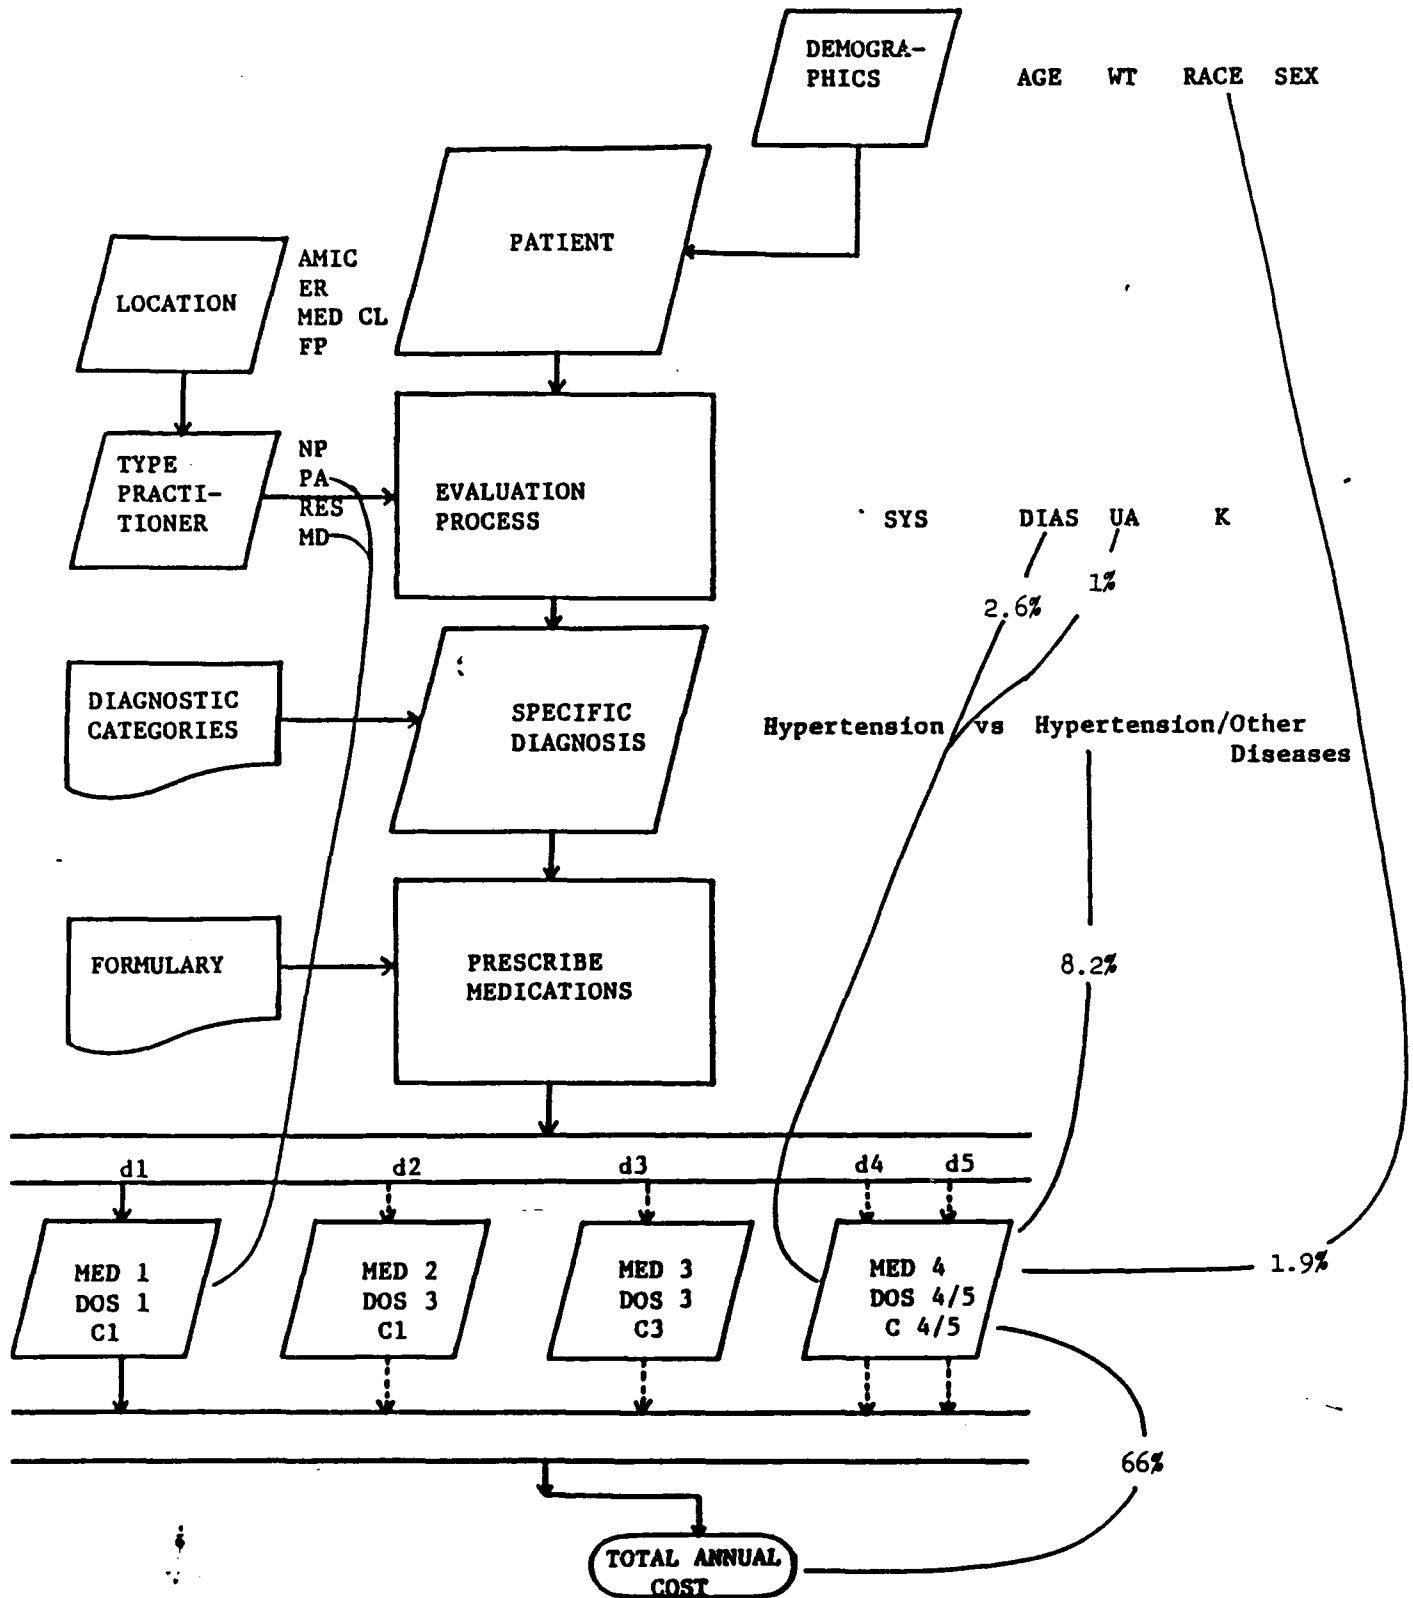 DEMOGRA-
PHICS
AGE WT RACE SEX
PATIENT
LOCATION
AMIC
ER
MED CL
FP
TYPE
PRACTI-
TIONER
NP
PA
RES
MD
EVALUATION
PROCESS
SYS DIAS UA K
1%
2.6%
DIAGNOSTIC
CATEGORIES
SPECIFIC
DIAGNOSIS
Hypertension vs Hypertension/Other
Diseases
FORMULARY
PRESCRIBE
MEDICATIONS
8.2%
d1 d2 d3 d4 d5
MED 1
DOS 1
C1
MED 2
DOS 3
C1
MED 3
DOS 3
C3
MED 4
DOS 4/5
C 4/5
1.9%
66%
TOTAL ANNUAL
COST